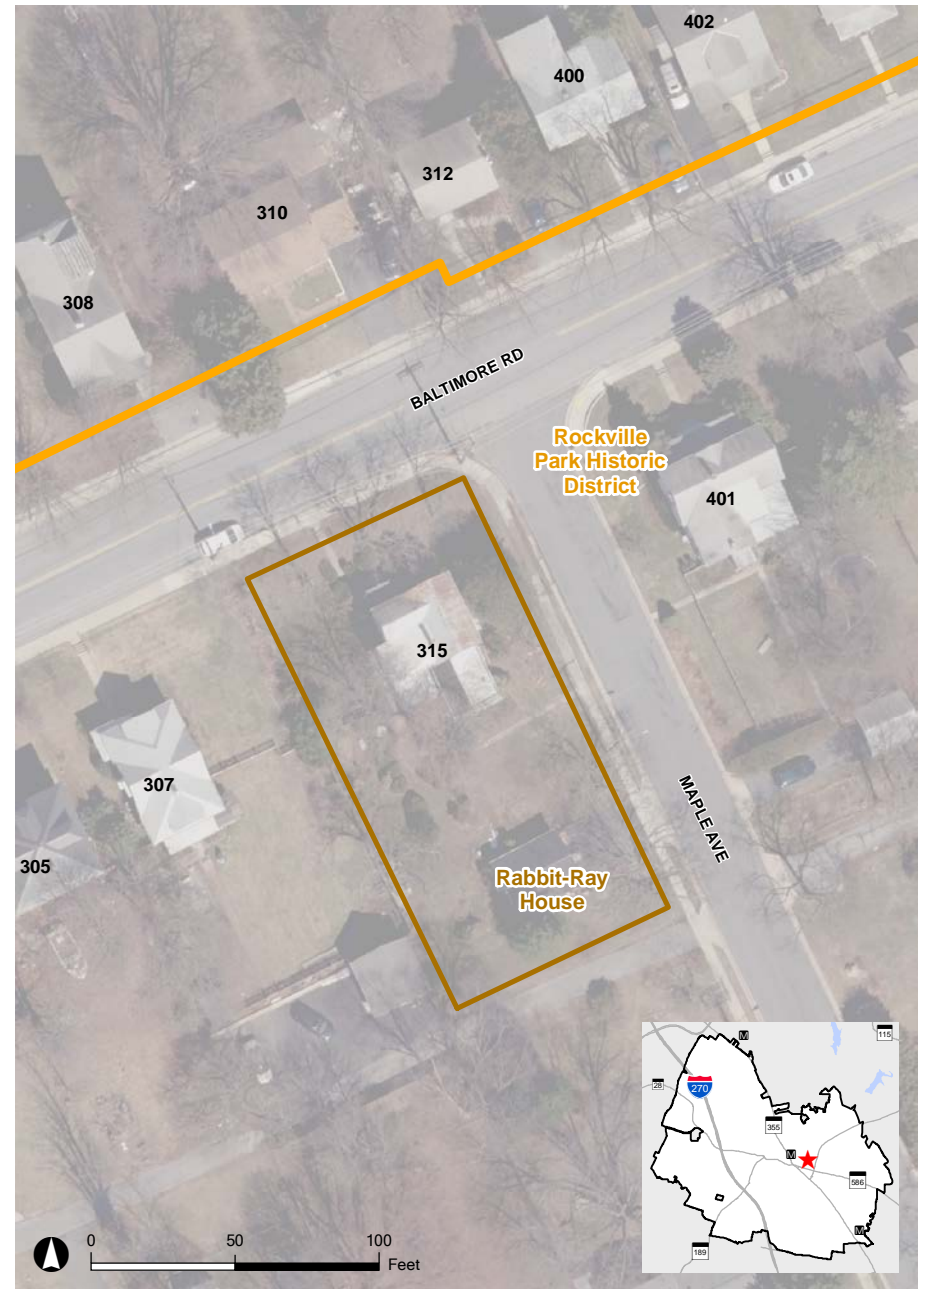 402
400
312
310
308
BALTIMORE RD
Rockville
Park Historic
District
401
315
307
305
MAPLE AVE
Rabbit-Ray
House
M
115
28
270
355
M
586
M
189
0 50 100
Feet